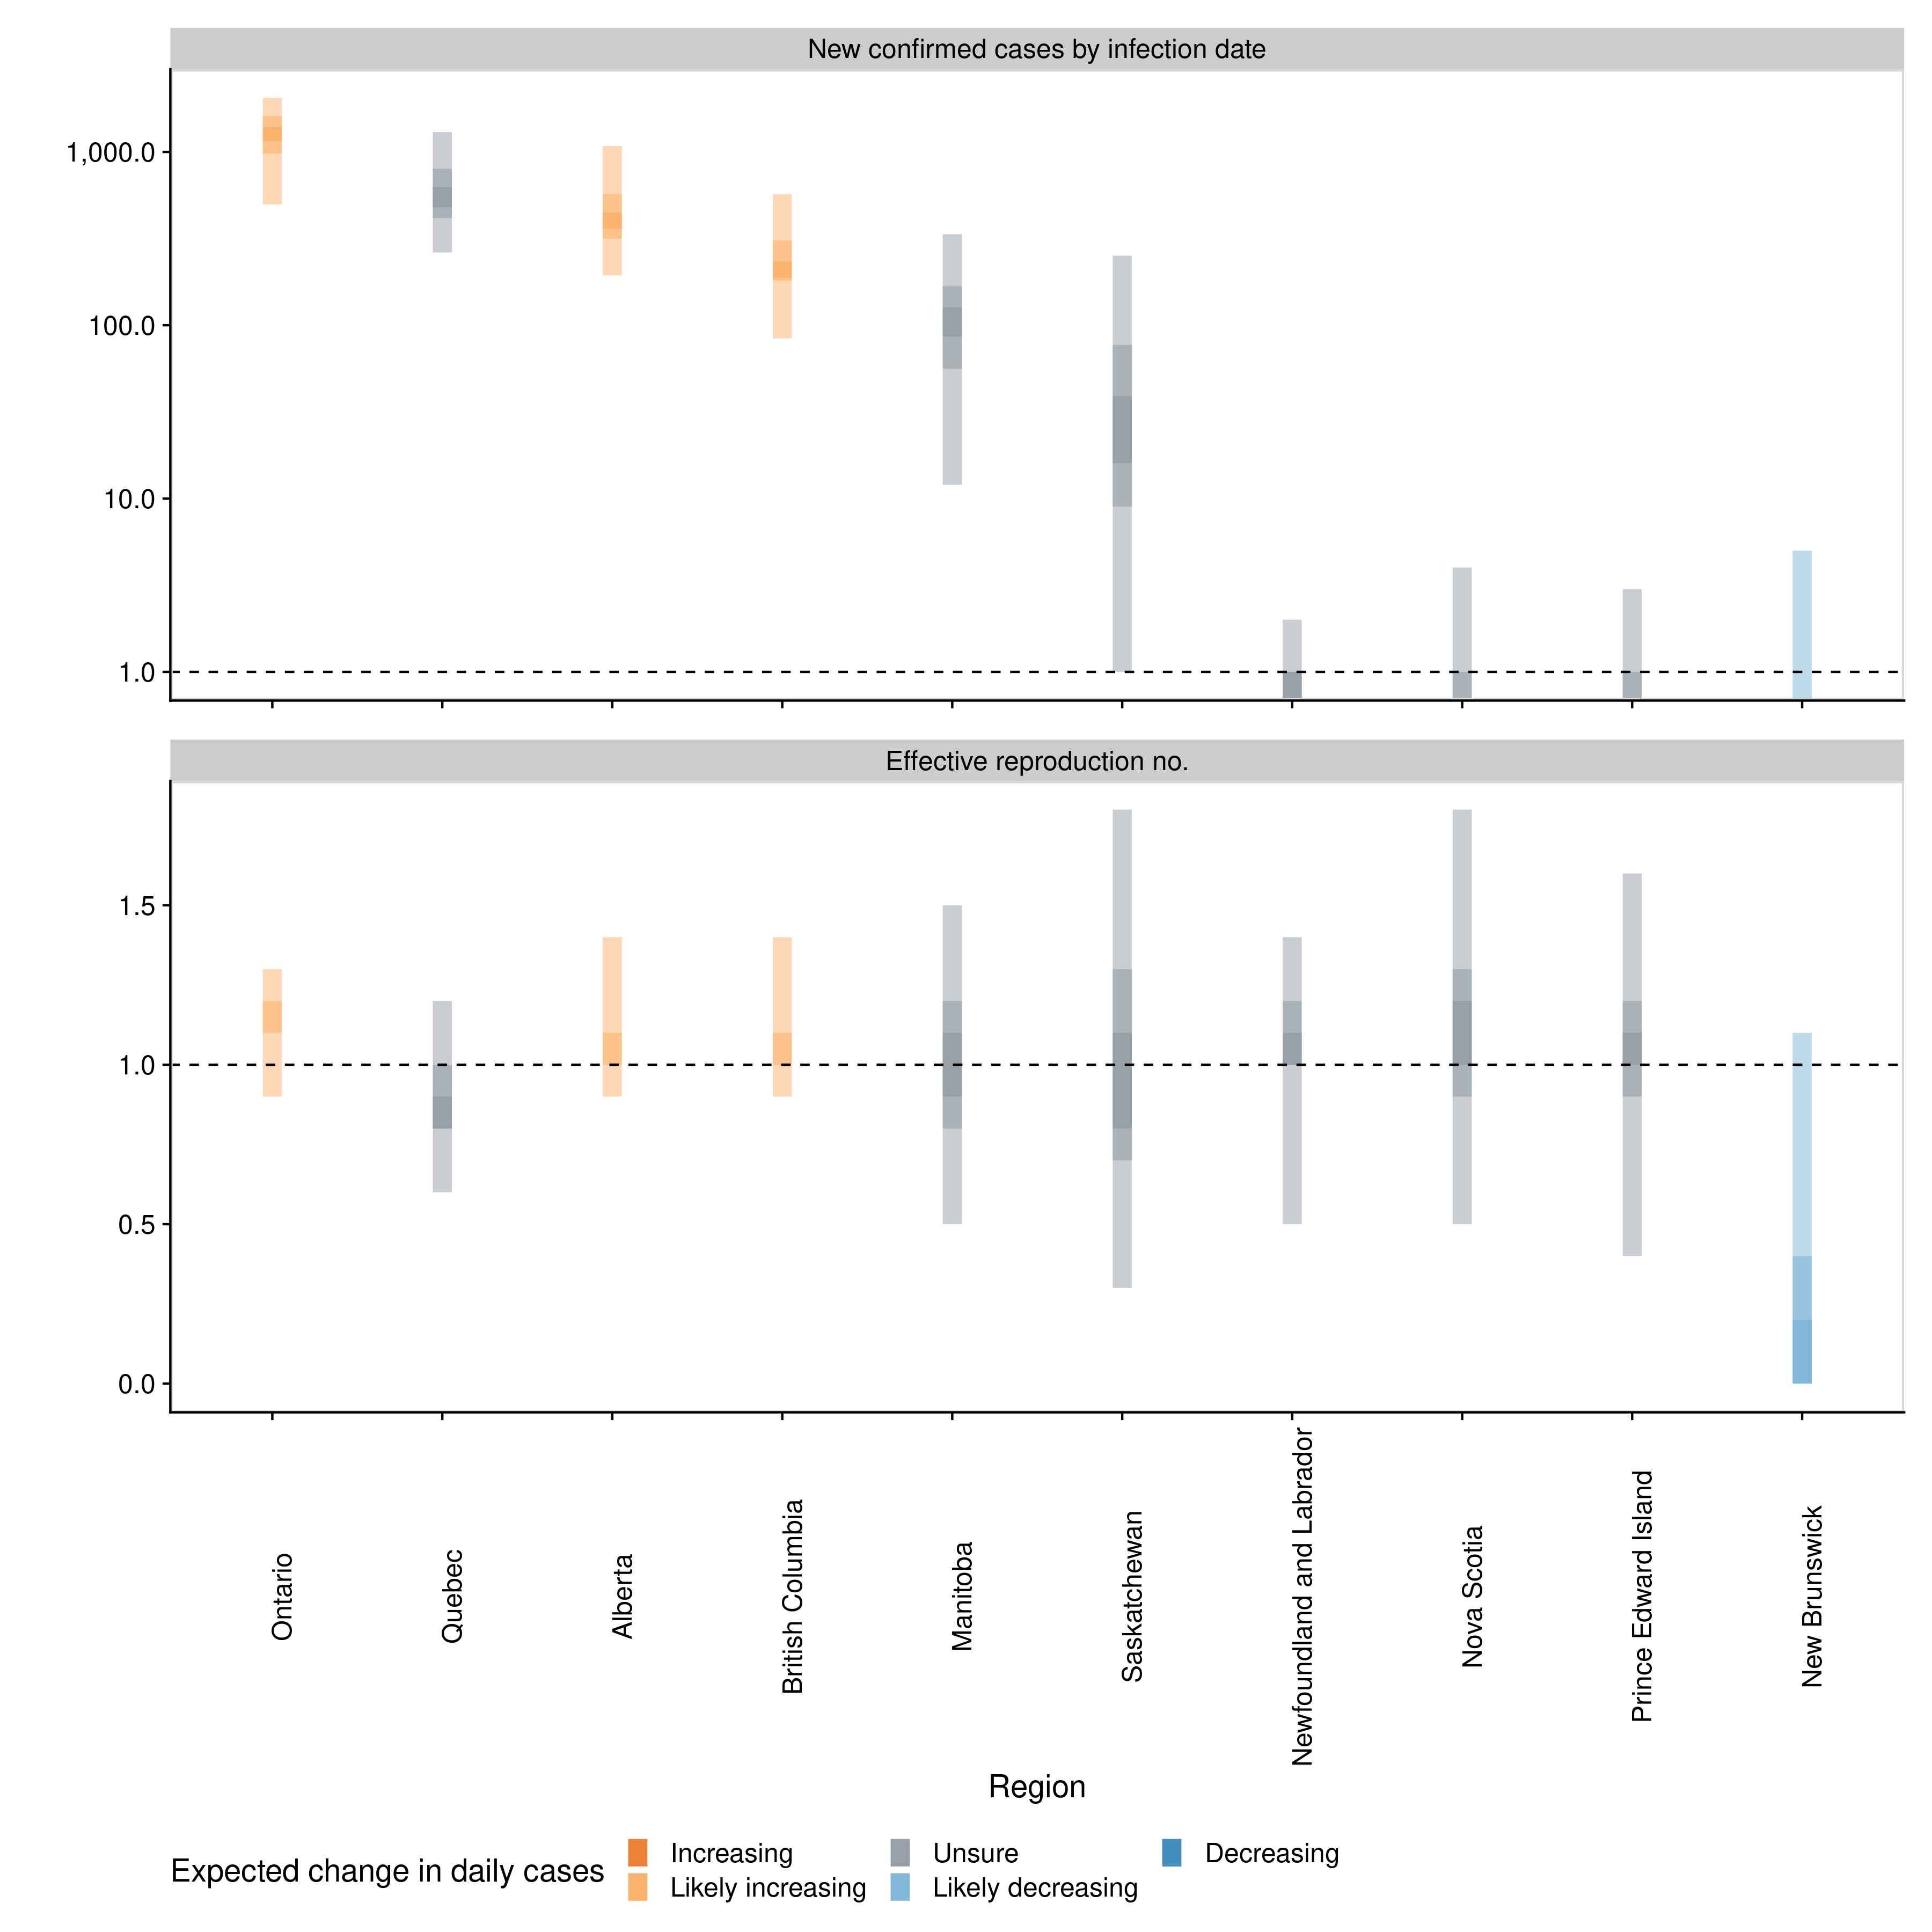 New confirmed cases by infection date
1,000.0
100.0
10.0
1.0
Effective reproduction no.
1.5
1.0
0.5
0.0
Ontario
Quebec
Alberta
British Columbia
Manitoba
Saskatchewan
Newfoundland and Labrador
Nova Scotia
Prince Edward Island
New Brunswick
Region
Expected change in daily cases
Increasing
Unsure
Decreasing
Likely increasing
Likely decreasing